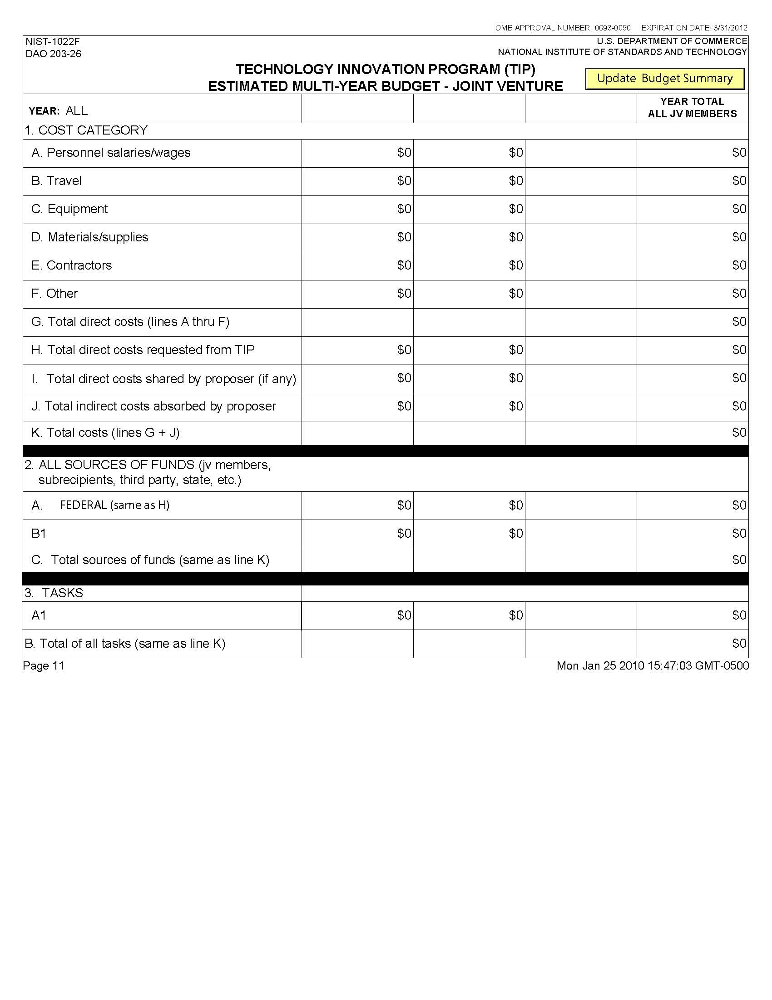 OMB APPROVAL NUMBER: 0693-0050 EXPIRATION DATE: 3/31/2012
NIST-1022F U.S. DEPARTMENT OF COMMERCE
DAO 203-26 NATIONAL INSTITUTE OF STANDARDS AND TECHNOLOGY
TECHNOLOGY INNOVATION PROGRAM (TIP)
ESTIMATED MULTI-YEAR BUDGET - JOINT VENTURE
Update Budget Summary
YEAR: ALL
YEAR TOTAL
ALL JV MEMBERS
1. COST CATEGORY
A. Personnel salaries/wages $0 $0 $0
B. Travel $0 $0 $0
C. Equipment $0 $0 $0
D. Materials/supplies $0 $0 $0
E. Contractors $0 $0 $0
F. Other $0 $0 $0
G. Total direct costs (lines A thru F) $0
H. Total direct costs requested from TIP $0 $0 $0
I. Total direct costs shared by proposer (if any) $0 $0 $0
J. Total indirect costs absorbed by proposer $0 $0 $0
K. Total costs (lines G + J) $0
2. ALL SOURCES OF FUNDS (jv members,
subrecipients, third party, state, etc.)
A. FEDERAL (same as H) $0 $0 $0
B1 $0 $0 $0
C. Total sources of funds (same as line K) $0
3. TASKS
A1 $0 $0 $0
B. Total of all tasks (same as line K) $0
Page 11 Mon Jan 25 2010 15:47:03 GMT-0500